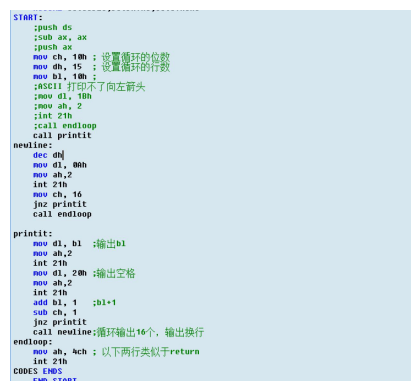 START:
;push ds
;sub ax, ax
;push ax
mov ch, 10h ; 设置循环的位数
mov dh, 15 ; 设置循环的行数
mov bl, 10h ;
;ASCII 打印不了向左箭头
;mov dl, 1Bh
;mov ah, 2
;int 21h
;call endloop
call printit
newline:
dec dh
mov dl, 0Ah
mov ah,2
int 21h
mov ch, 16
jnz printit
call endloop
printit:
mov dl, bl ;输出bl
mov ah,2
int 21h
mov dl, 20h ;输出空格
mov ah,2
int 21h
add bl, 1 ;bl+1
sub ch, 1
jnz printit
call newline;循环输出16个，输出换行
endloop:
mov ah, 4ch ; 以下两行类似于return
int 21h
CODES ENDS
END START